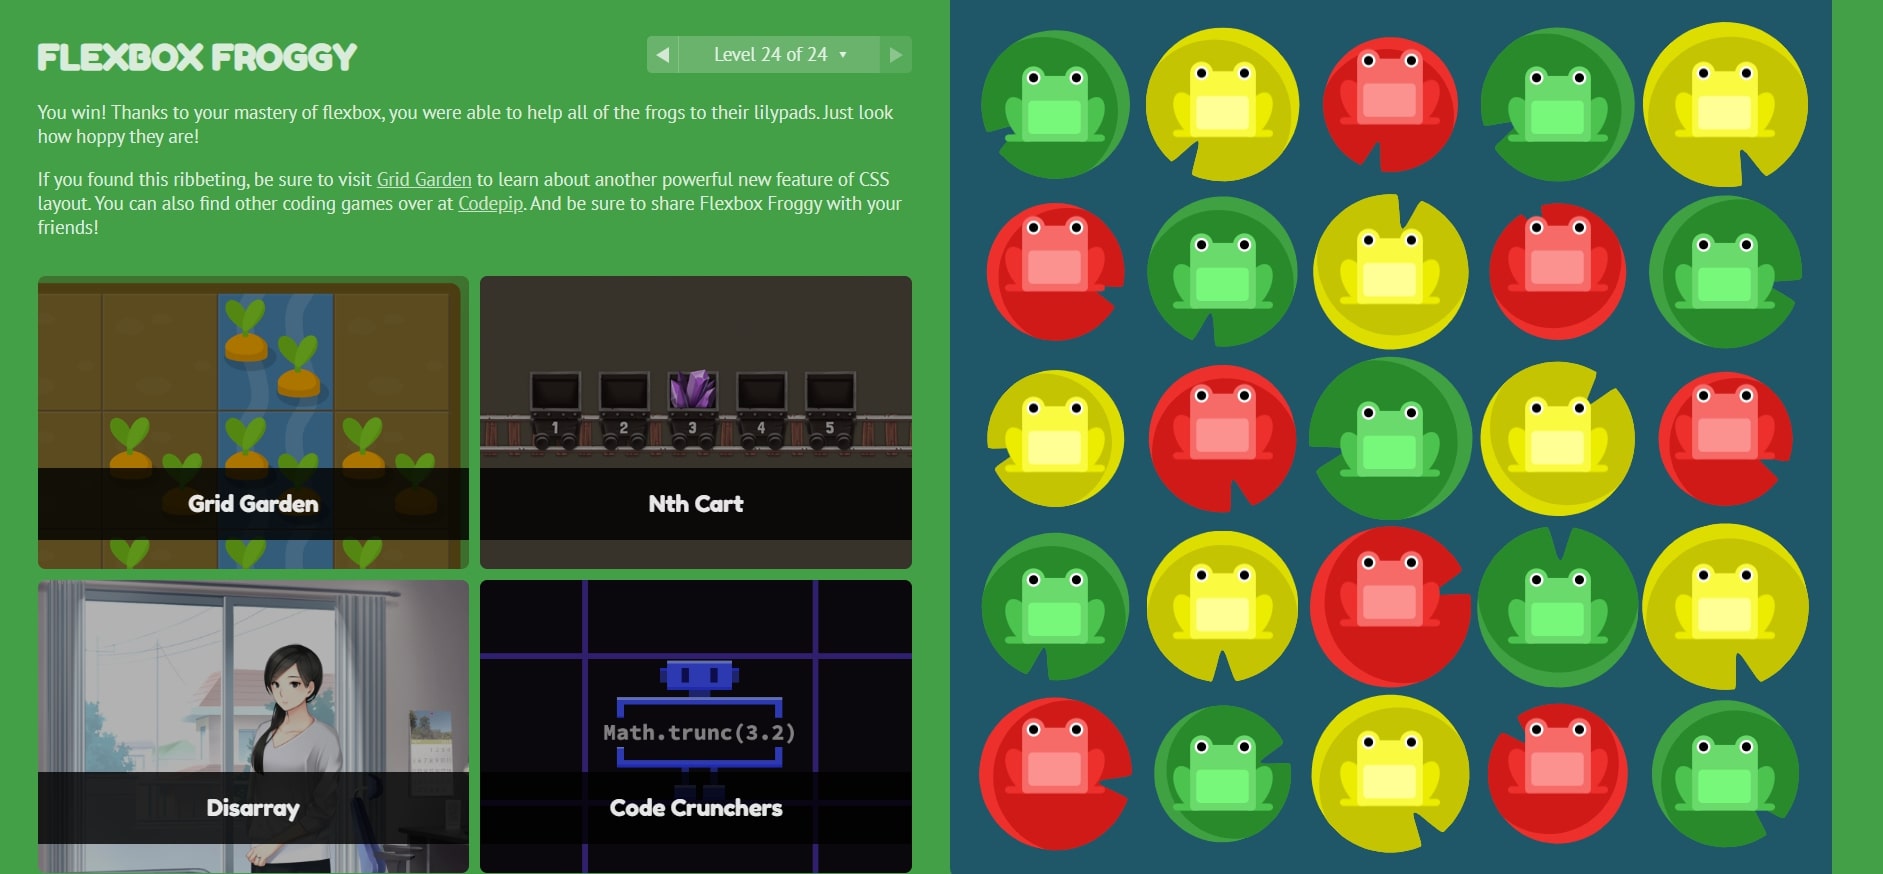 FLEXBOX FROGGY
Level 24 of 24
You win! Thanks to your mastery of flexbox, you were able to help all of the frogs to their lilypads. Just look
how hoppy they are!
If you found this ribbeting, be sure to visit Grid Garden to learn about another powerful new feature of CSS
layout. You can also find other coding games over at Codepip. And be sure to share Flexbox Froggy with your
friends!
1 2 3 4 5
Grid Garden
Nth Cart
Math.trunc(3.2)
Disarray
Code Crunchers